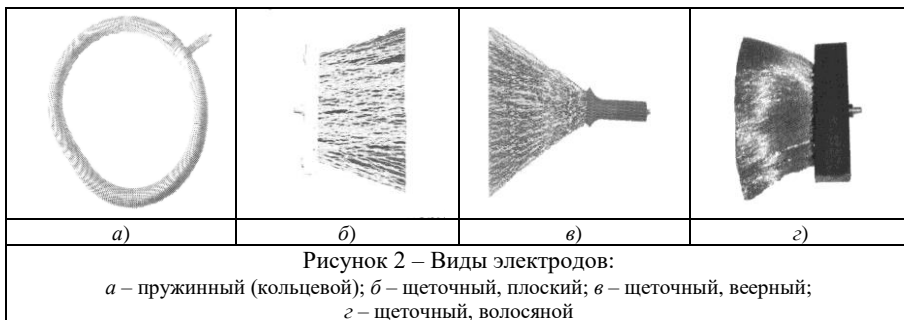 а)
б)
в)
г)
Рисунок 2 – Виды электродов:
а – пружинный (кольцевой); б – щеточный, плоский; в – щеточный, веерный;
г – щеточный, волосяной